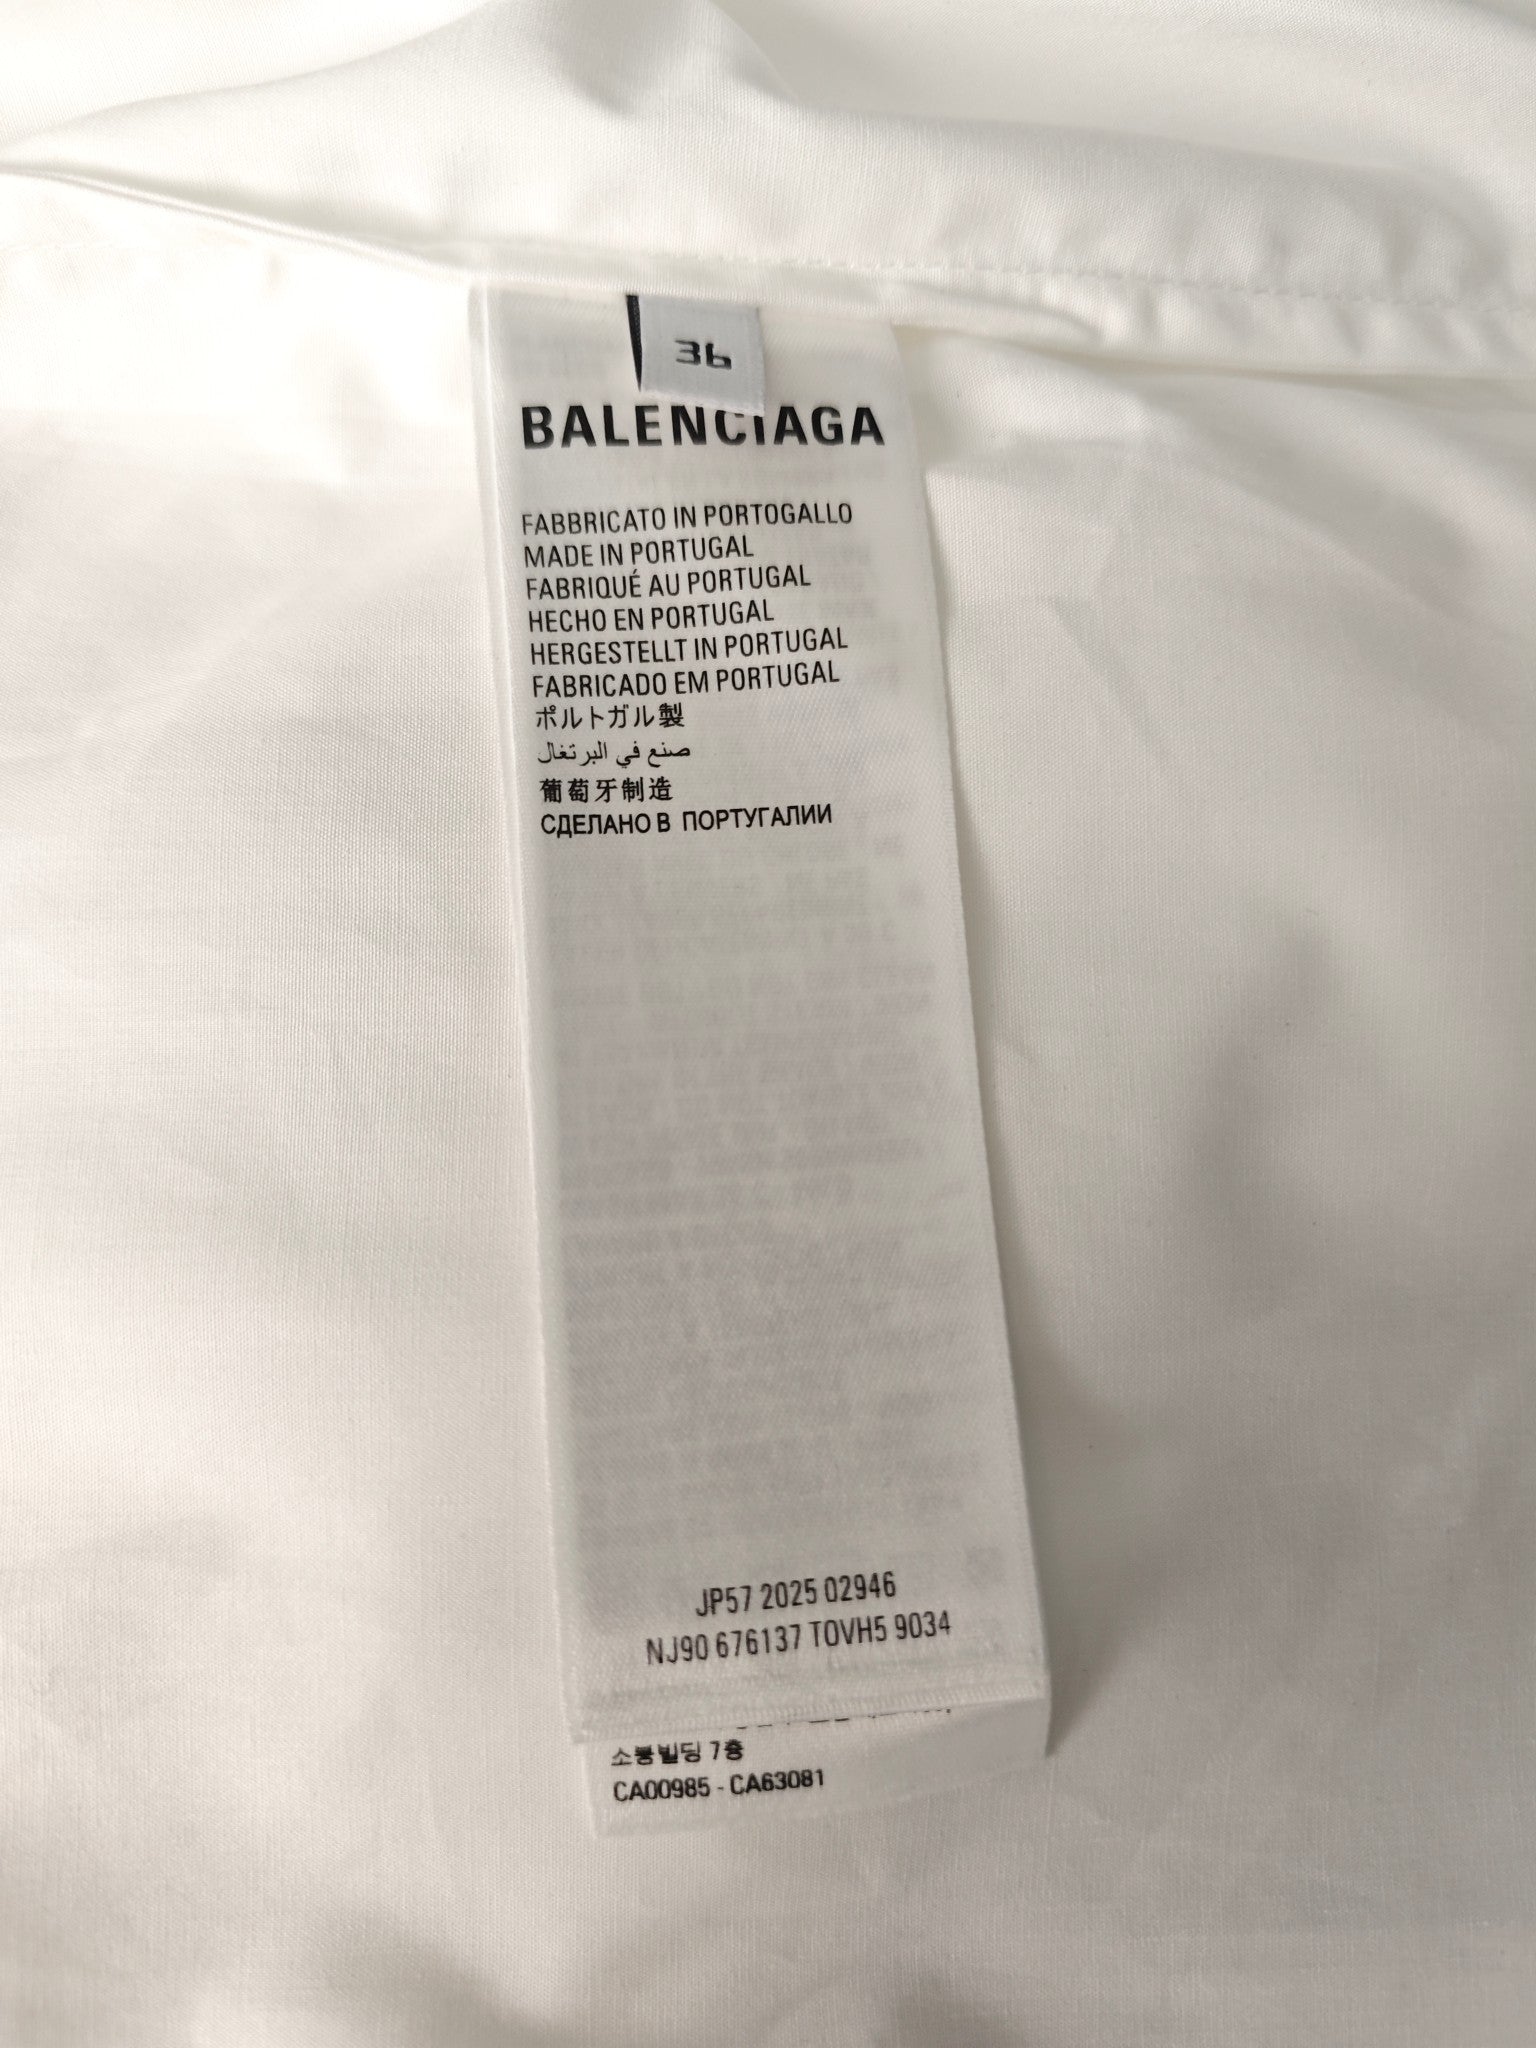 36
BALENCIAGA
FABBRICATO IN PORTOGALLO
MADE IN PORTUGAL
FABRIQUÉ AU PORTUGAL
HECHO EN PORTUGAL
HERGESTELLT IN PORTUGAL
FABRICADO EM PORTUGAL
ポルトガル製
صنع في البرتغال
葡萄牙制造
СДЕЛАНО В ПОРТУГАЛИИ
JP57 2025 02946
NJ90 676137 TOVH5 9034
소봉빌딩 7층
CA00985 - CA63081